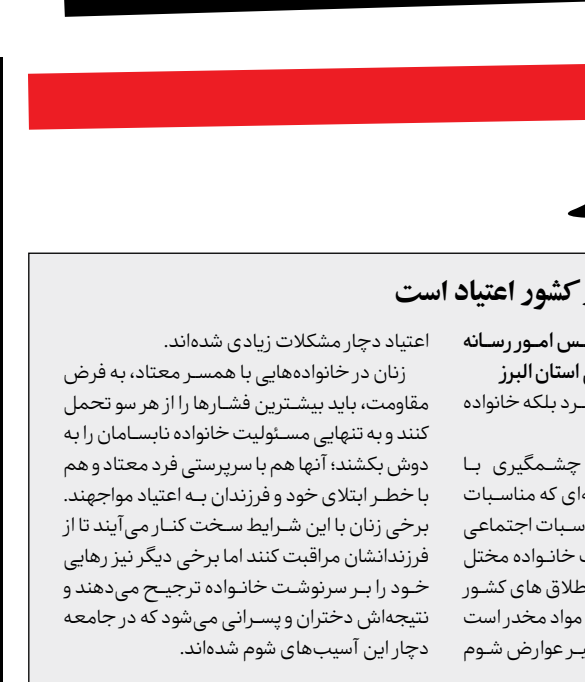 کشور اعتیاد است
امـور رسـانه
استان البرز
بلکه خانواده
چشـمگیری بـا
که مناسـبات
اجتماعی
خانـواده مختل
طلاق های کشـور
مواد مخدر است
عوارض شـوم
اعتیاد دچار مشکلات زیادی شده‌اند.
زنان در خانواده‌هایی با همسـر معتاد، به فرض
مقاومت، باید بیشـترین فشـارها را از هر سو تحمل
کنند و به تنهایی مسـئولیت خانواده نابسـامان را به
دوش بکشند؛ آنها هم با سرپرستی فرد معتاد و هم
با خطـر ابتلای خود و فرزندان بـه اعتیاد مواجهند.
برخی زنان با این شـرایط سـخت کنـار می‌آیند تا از
فرزندانشان مراقبت کنند اما برخی دیگر نیز رهایی
خـود را بـر سرنوشت خانـواده ترجیـح می‌دهند و
نتیجه‌اش دختران و پسـرانی می‌شود که در جامعه
دچار این آسیب‌های شوم شده‌اند.